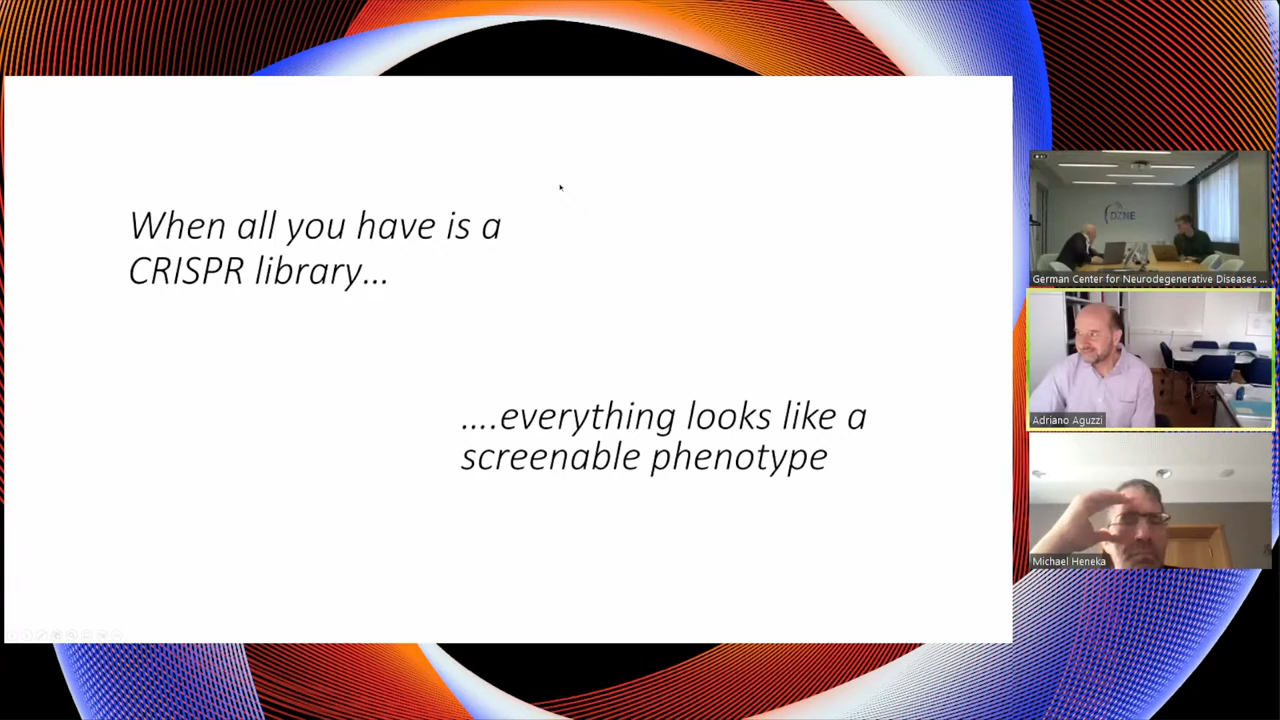 When all you have is a
CRISPR library...
....everything looks like a
screenable phenotype
DZNE
German Center for Neurodegenerative Diseases ...
Adriano Aguzzi
Michael Heneka